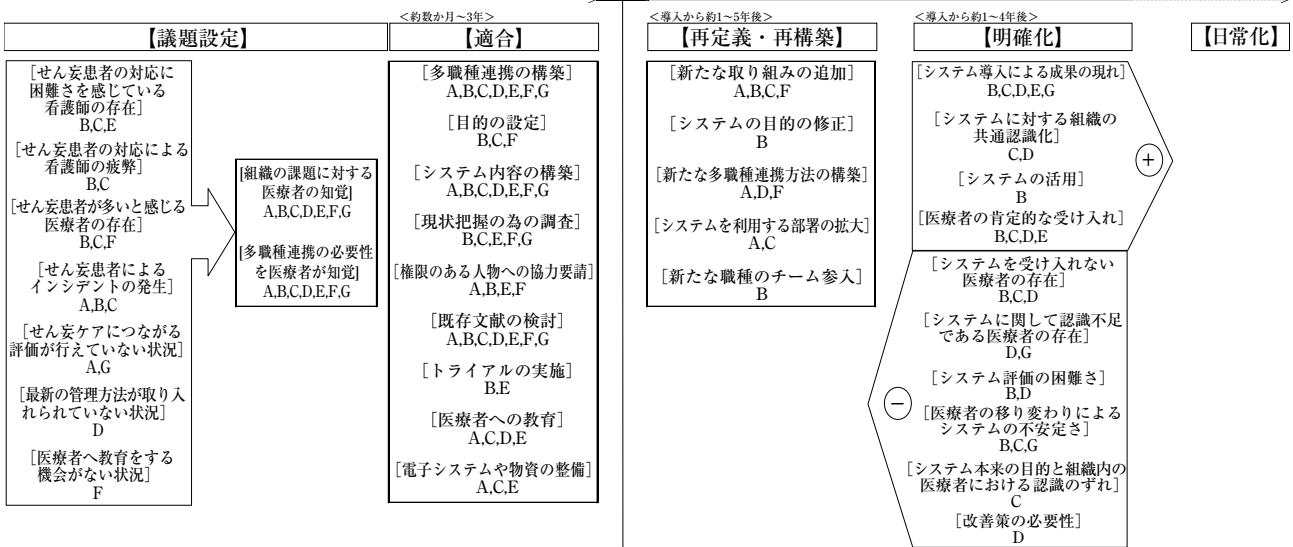 <約数か月～3年>
<導入から約1～5年後>
<導入から約1～4年後>
【議題設定】
【適合】
【再定義・再構築】
【明確化】
【日常化】
[せん妄患者の対応に
困難さを感じている
看護師の存在]
B,C,E
[せん妄患者の対応による
看護師の疲弊]
B,C
[せん妄患者が多いと感じる
医療者の存在]
B,C,F
[せん妄患者による
インシデントの発生]
A,B,C
[せん妄ケアにつながる
評価が行えていない状況]
A,G
[最新の管理方法が取り入
れられていない状況]
D
[医療者へ教育をする
機会がない状況]
F
[組織の課題に対する
医療者の知覚]
A,B,C,D,E,F,G
[多職種連携の必要性
を医療者が知覚]
A,B,C,D,E,F,G
[多職種連携の構築]
A,B,C,D,E,F,G
[目的の設定]
B,C,F
[システム内容の構築]
A,B,C,D,E,F,G
[現状把握の為の調査]
B,C,E,F,G
[権限のある人物への協力要請]
A,B,E,F
[既存文献の検討]
A,B,C,D,E,F,G
[トライアルの実施]
B.E
[医療者への教育]
A,C,D,E
[電子システムや物資の整備]
A,C,E
[新たな取り組みの追加]
A,B,C,F
[システムの目的の修正]
B
[新たな多職種連携方法の構築]
A,D,F
[システムを利用する部署の拡大]
A,C
[新たな職種のチーム参入]
B
[システム導入による成果の現れ]
B,C,D,E,G
[システムに対する組織の
共通認識化]
C,D
[システムの活用]
B
[医療者の肯定的な受け入れ]
B,C,D,E
+
[システムを受け入れない
医療者の存在]
B,C,D
[システムに関して認識不足
である医療者の存在]
D,G
[システム評価の困難さ]
B,D
[医療者の移り変わりによる
システムの不安定さ]
B,C,G
[システム本来の目的と組織内の
医療者における認識のずれ]
C
[改善策の必要性]
D
−